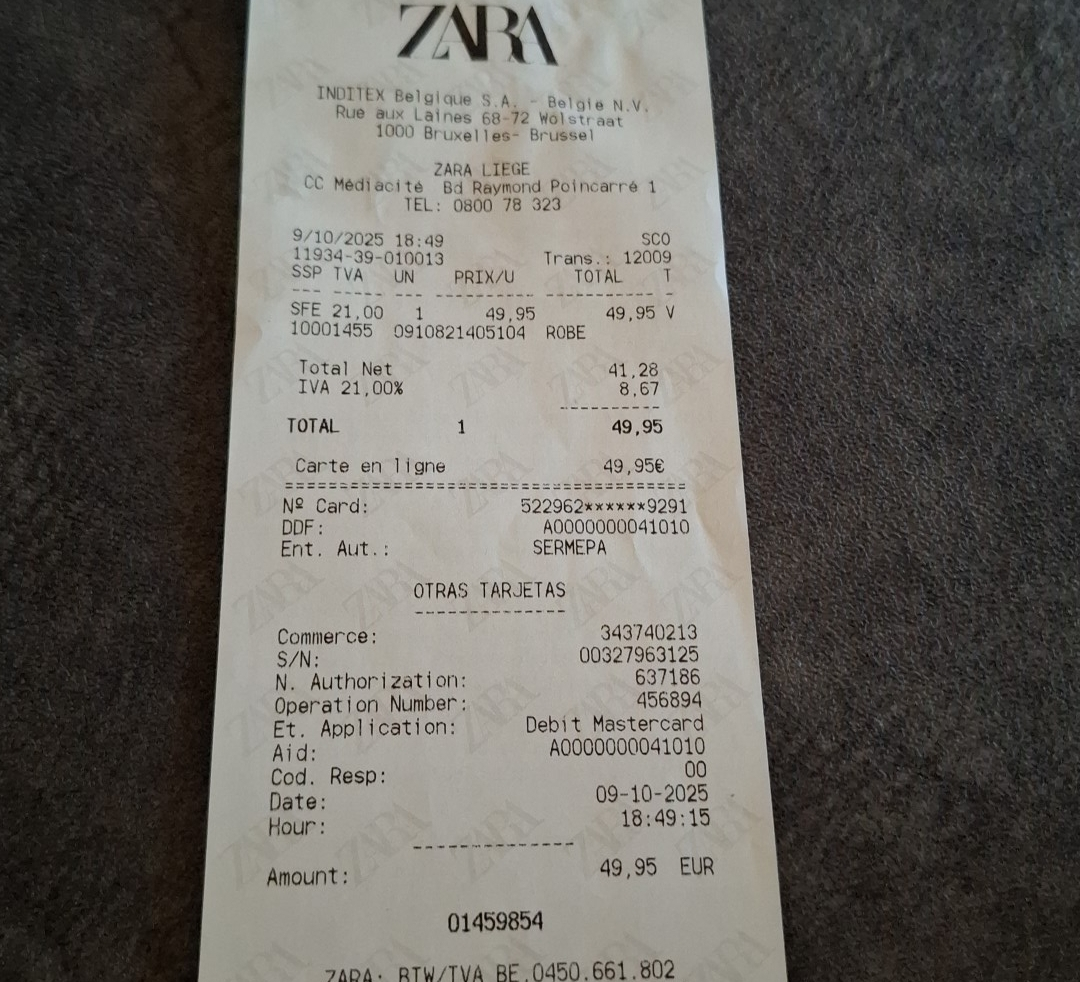 ZARA
INDITEX Belgique S.A. - Belgie N.V.
Rue aux Laines 68-72 Wolstraat
1000 Bruxelles- Brussel
ZARA LIEGE
CC Médiacité Bd Raymond Poincarré 1
TEL: 0800 78 323
9/10/2025 18:49 SCO
11934-39-010013 Trans.: 12009
SSP TVA UN PRIX/U TOTAL T
SFE 21,00 1 49,95 49,95 V
10001455 0910821405104 ROBE
Total Net 41,28
IVA 21,00% 8,67
TOTAL 1 49,95
Carte en ligne 49,95€
Nº Card: 522962******9291
DDF: A0000000041010
Ent. Aut.: SERMEPA
OTRAS TARJETAS
Commerce: 343740213
S/N: 00327963125
N. Authorization: 637186
Operation Number: 456894
Et. Application: Debit Mastercard
Aid: A0000000041010
Cod. Resp: 00
Date: 09-10-2025
Hour: 18:49:15
Amount: 49,95 EUR
01459854
ZARA: BTW/TVA BE.0450.661.802